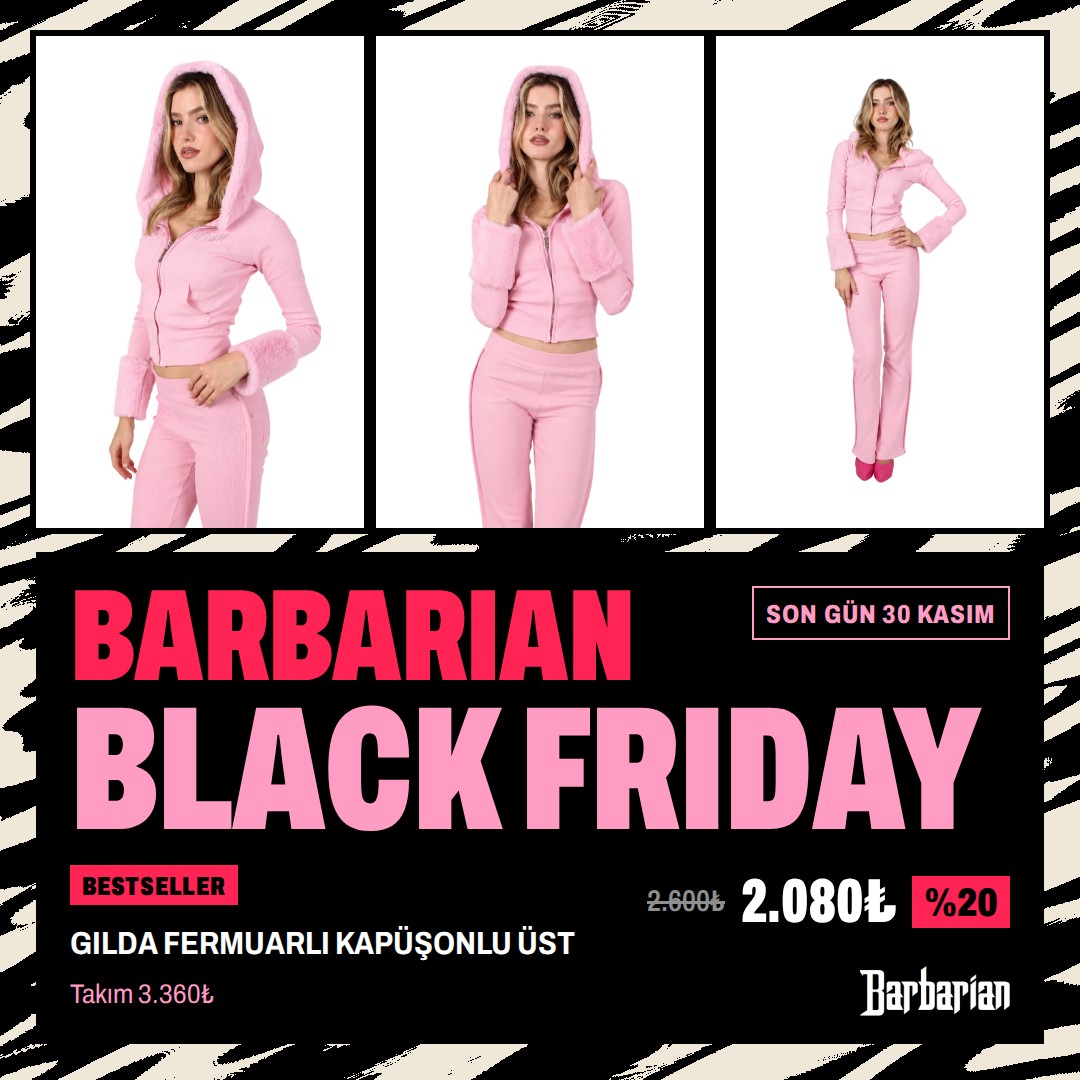 BARBARIAN
SON GÜN 30 KASIM
BLACK FRIDAY
BESTSELLER
2.600₺ 2.080₺ %20
GILDA FERMUARLI KAPÜŞONLU ÜST
Takım 3.360₺
Barbarian